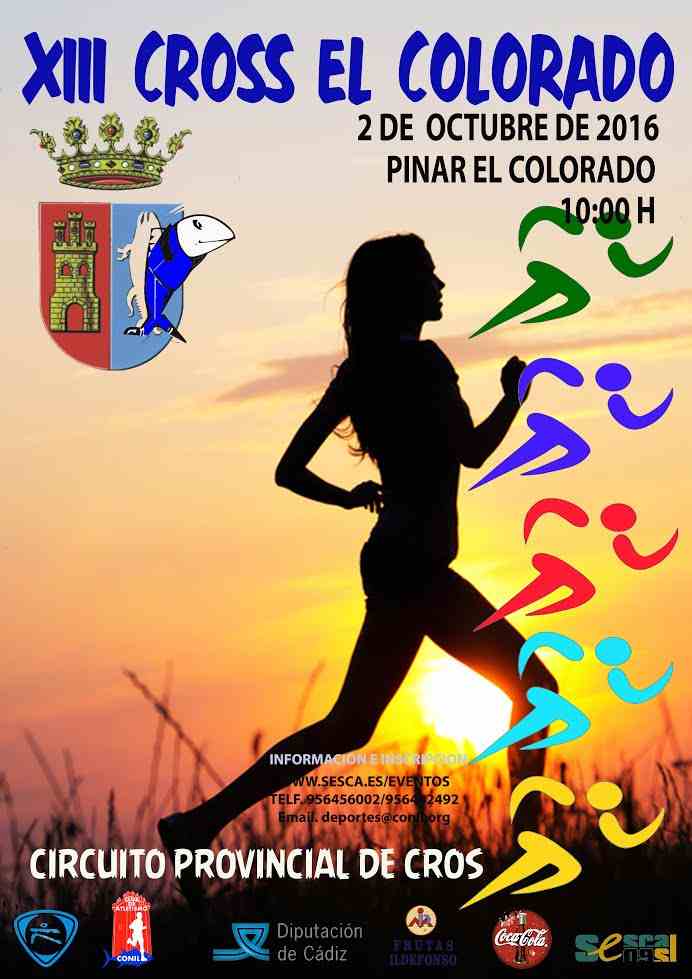 XIII CROSS EL COLORADO
2 DE OCTUBRE DE 2016
PINAR EL COLORADO
10:00 H
INFORMACION E INSCRIPCION
WWW.SESCA.ES/EVENTOS
TELF. 956456002/956442492
Email. deportes@conil.org
CIRCUITO PROVINCIAL DE CROS
CONIL
Diputación
de Cádiz
FRUTAS
ILDEFONSO
Coca-Cola
sesca